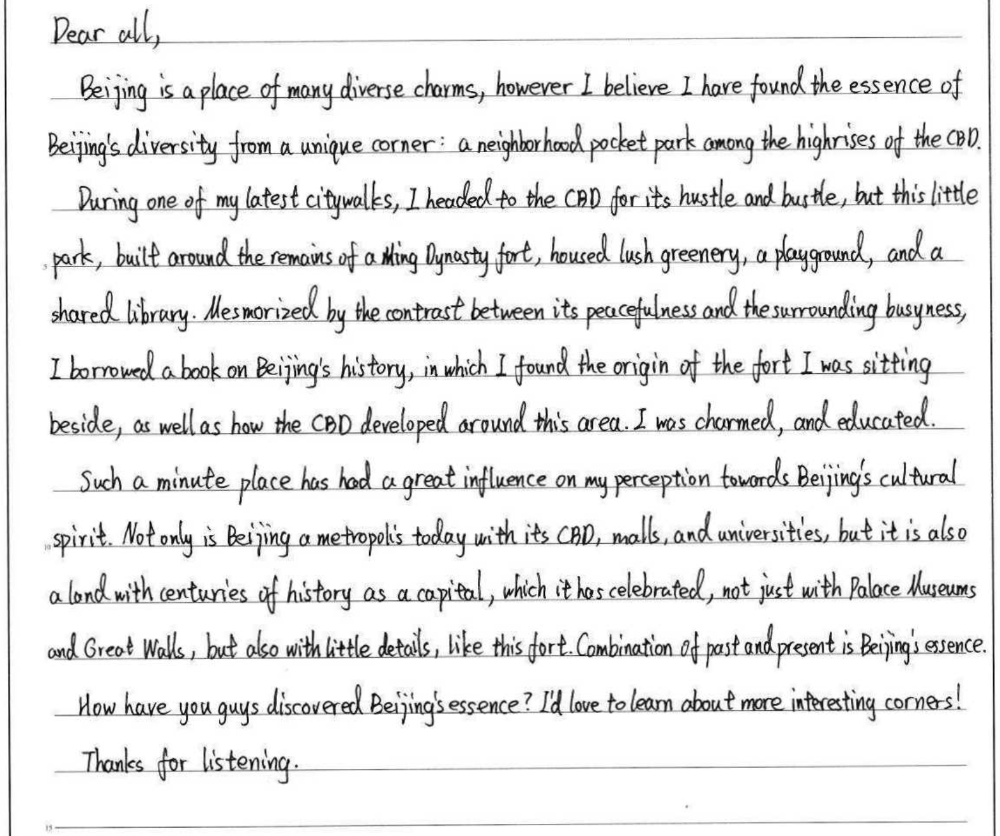 Dear all,
Beijing is a place of many diverse charms, however I believe I have found the essence of
Beijing's diversity from a unique corner: a neighborhood pocket park among the highrises of the CBD.
During one of my latest citywalks, I headed to the CBD for its hustle and bustle, but this little
5 park, built around the remains of a Ming Dynasty fort, housed lush greenery, a playground, and a
shared library. Mesmorized by the contrast between its peacefulness and the surrounding busyness,
I borrowed a book on Beijing's history, in which I found the origin of the fort I was sitting
beside, as well as how the CBD developed around this area. I was charmed, and educated.
Such a minute place has had a great influence on my perception towards Beijing's cultural
10 spirit. Not only is Beijing a metropolis today with its CBD, malls, and universities, but it is also
a land with centuries of history as a capital, which it has celebrated, not just with Palace Museums
and Great Walls, but also with little details, like this fort. Combination of past and present is Beijing's essence.
How have you guys discovered Beijing's essence? I'd love to learn about more interesting corners!
Thanks for listening.
15